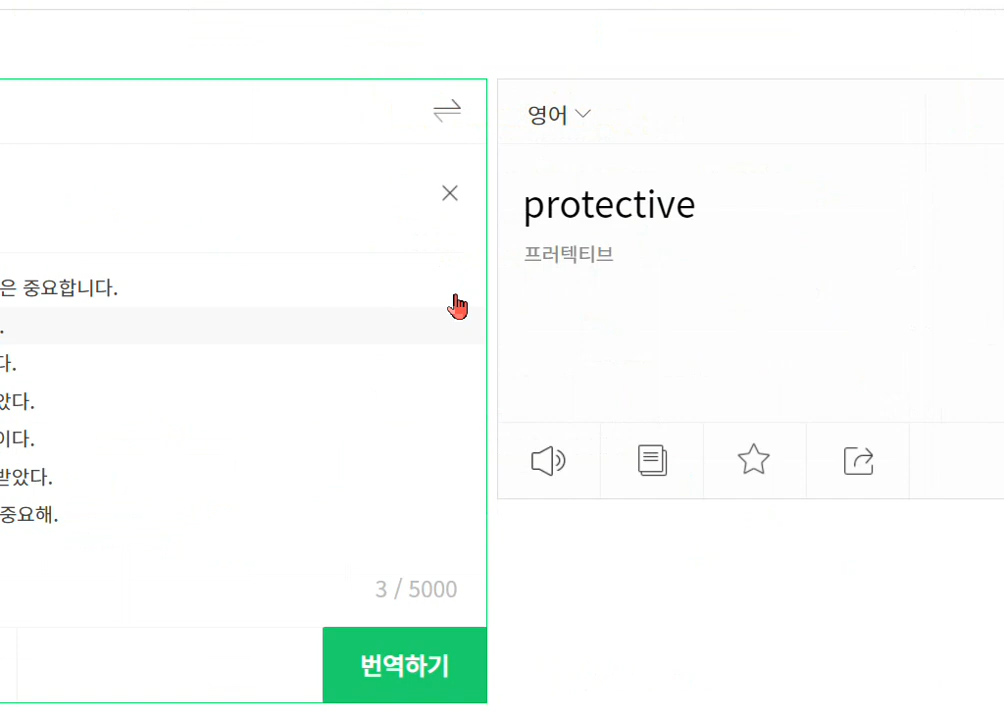 은 중요합니다.
.
다.
았다.
이다.
받았다.
중요해.
3 / 5000
번역하기
영어
protective
프러텍티브